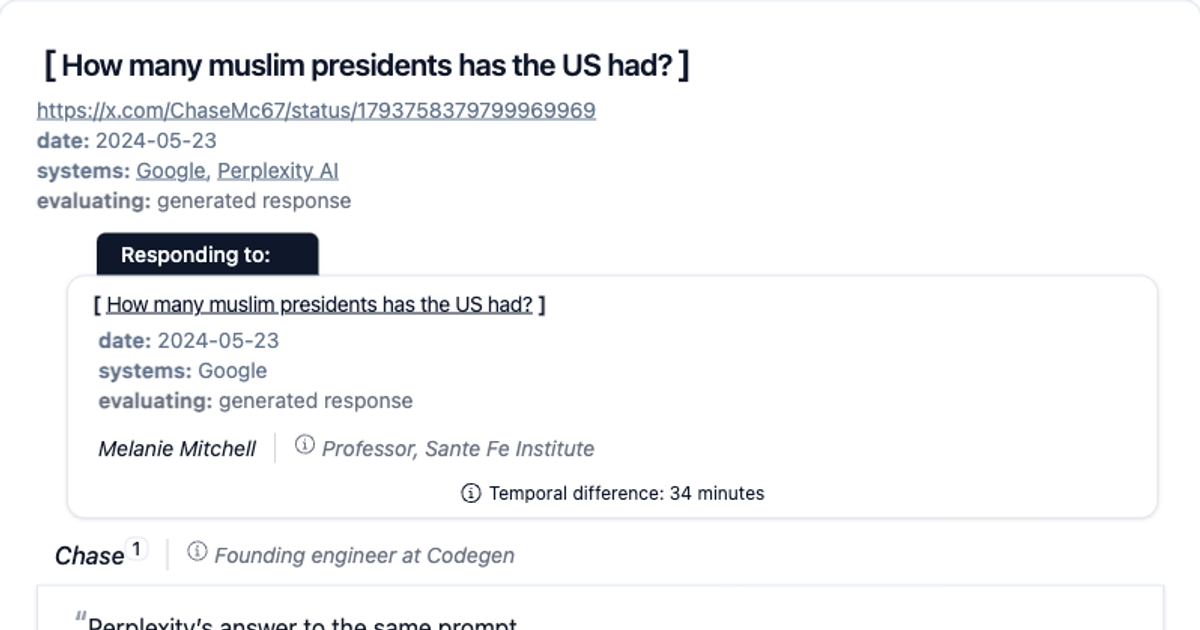 [ How many muslim presidents has the US had? ]
https://x.com/ChaseMc67/status/1793758379799969969
date: 2024-05-23
systems: Google, Perplexity AI
evaluating: generated response
Responding to:
[ How many muslim presidents has the US had? ]
date: 2024-05-23
systems: Google
evaluating: generated response
Melanie Mitchell | Professor, Sante Fe Institute
Temporal difference: 34 minutes
Chase 1 | Founding engineer at Codegen
"Perplexity's answer to the same prompt